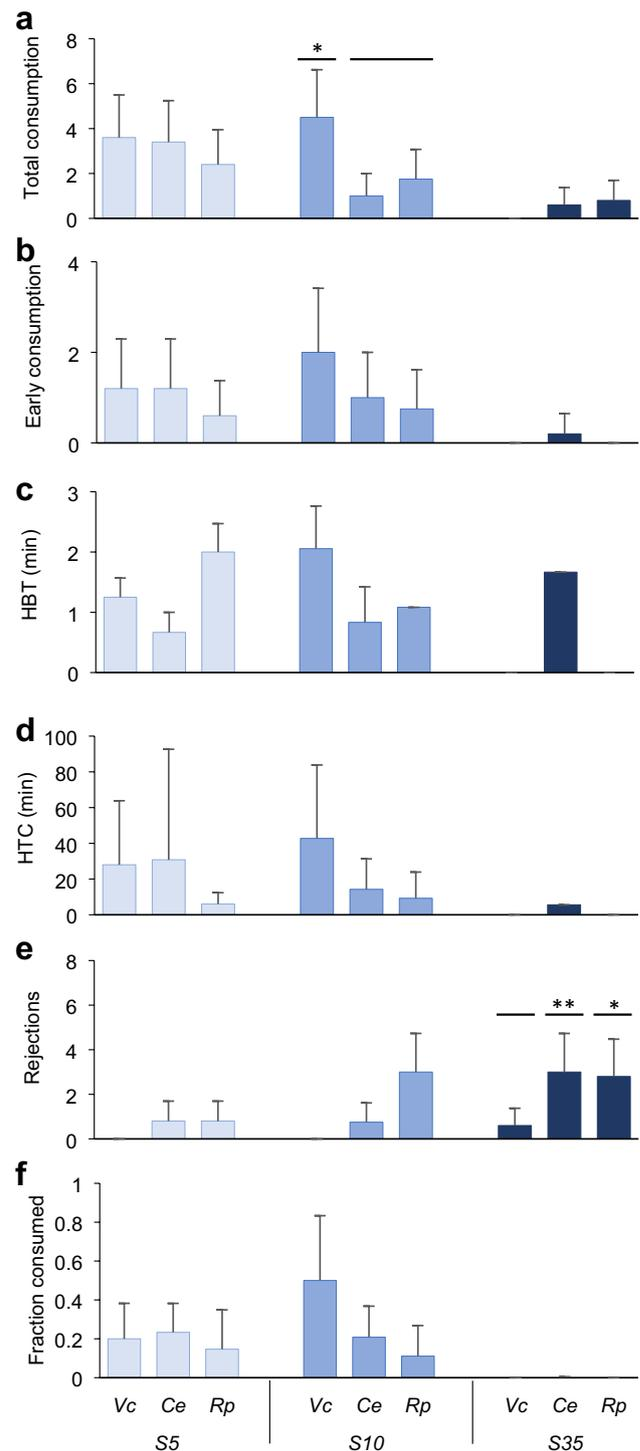 a
Total consumption
8
6
4
2
0
*
b
Early consumption
4
2
0
c
HBT (min)
3
2
1
0
d
HTC (min)
100
80
60
40
20
0
e
Rejections
8
6
4
2
0
** *
f
Fraction consumed
1
0.8
0.6
0.4
0.2
0
Vc Ce Rp Vc Ce Rp Vc Ce Rp
S5 S10 S35